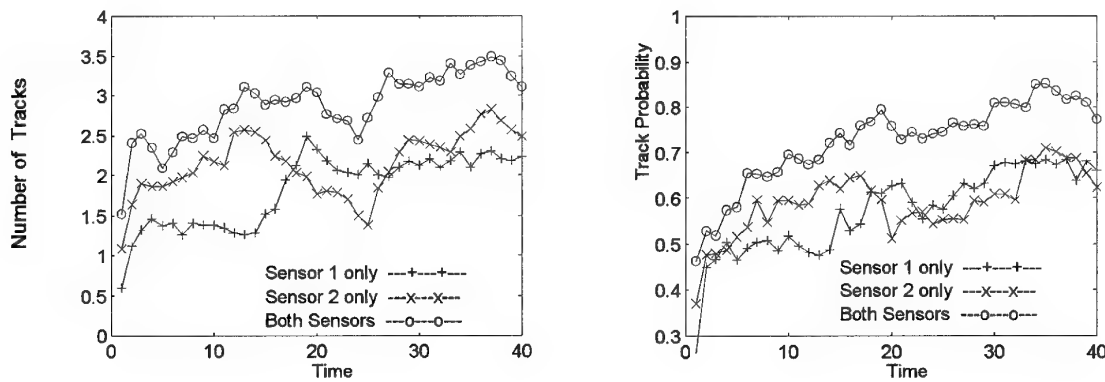 Number of Tracks
4
3.5
3
2.5
2
1.5
1
0.5
0
0 10 20 30 40
Time
Sensor 1 only
Sensor 2 only
Both Sensors
Track Probability
1
0.9
0.8
0.7
0.6
0.5
0.4
0.3
0 10 20 30 40
Time
Sensor 1 only
Sensor 2 only
Both Sensors